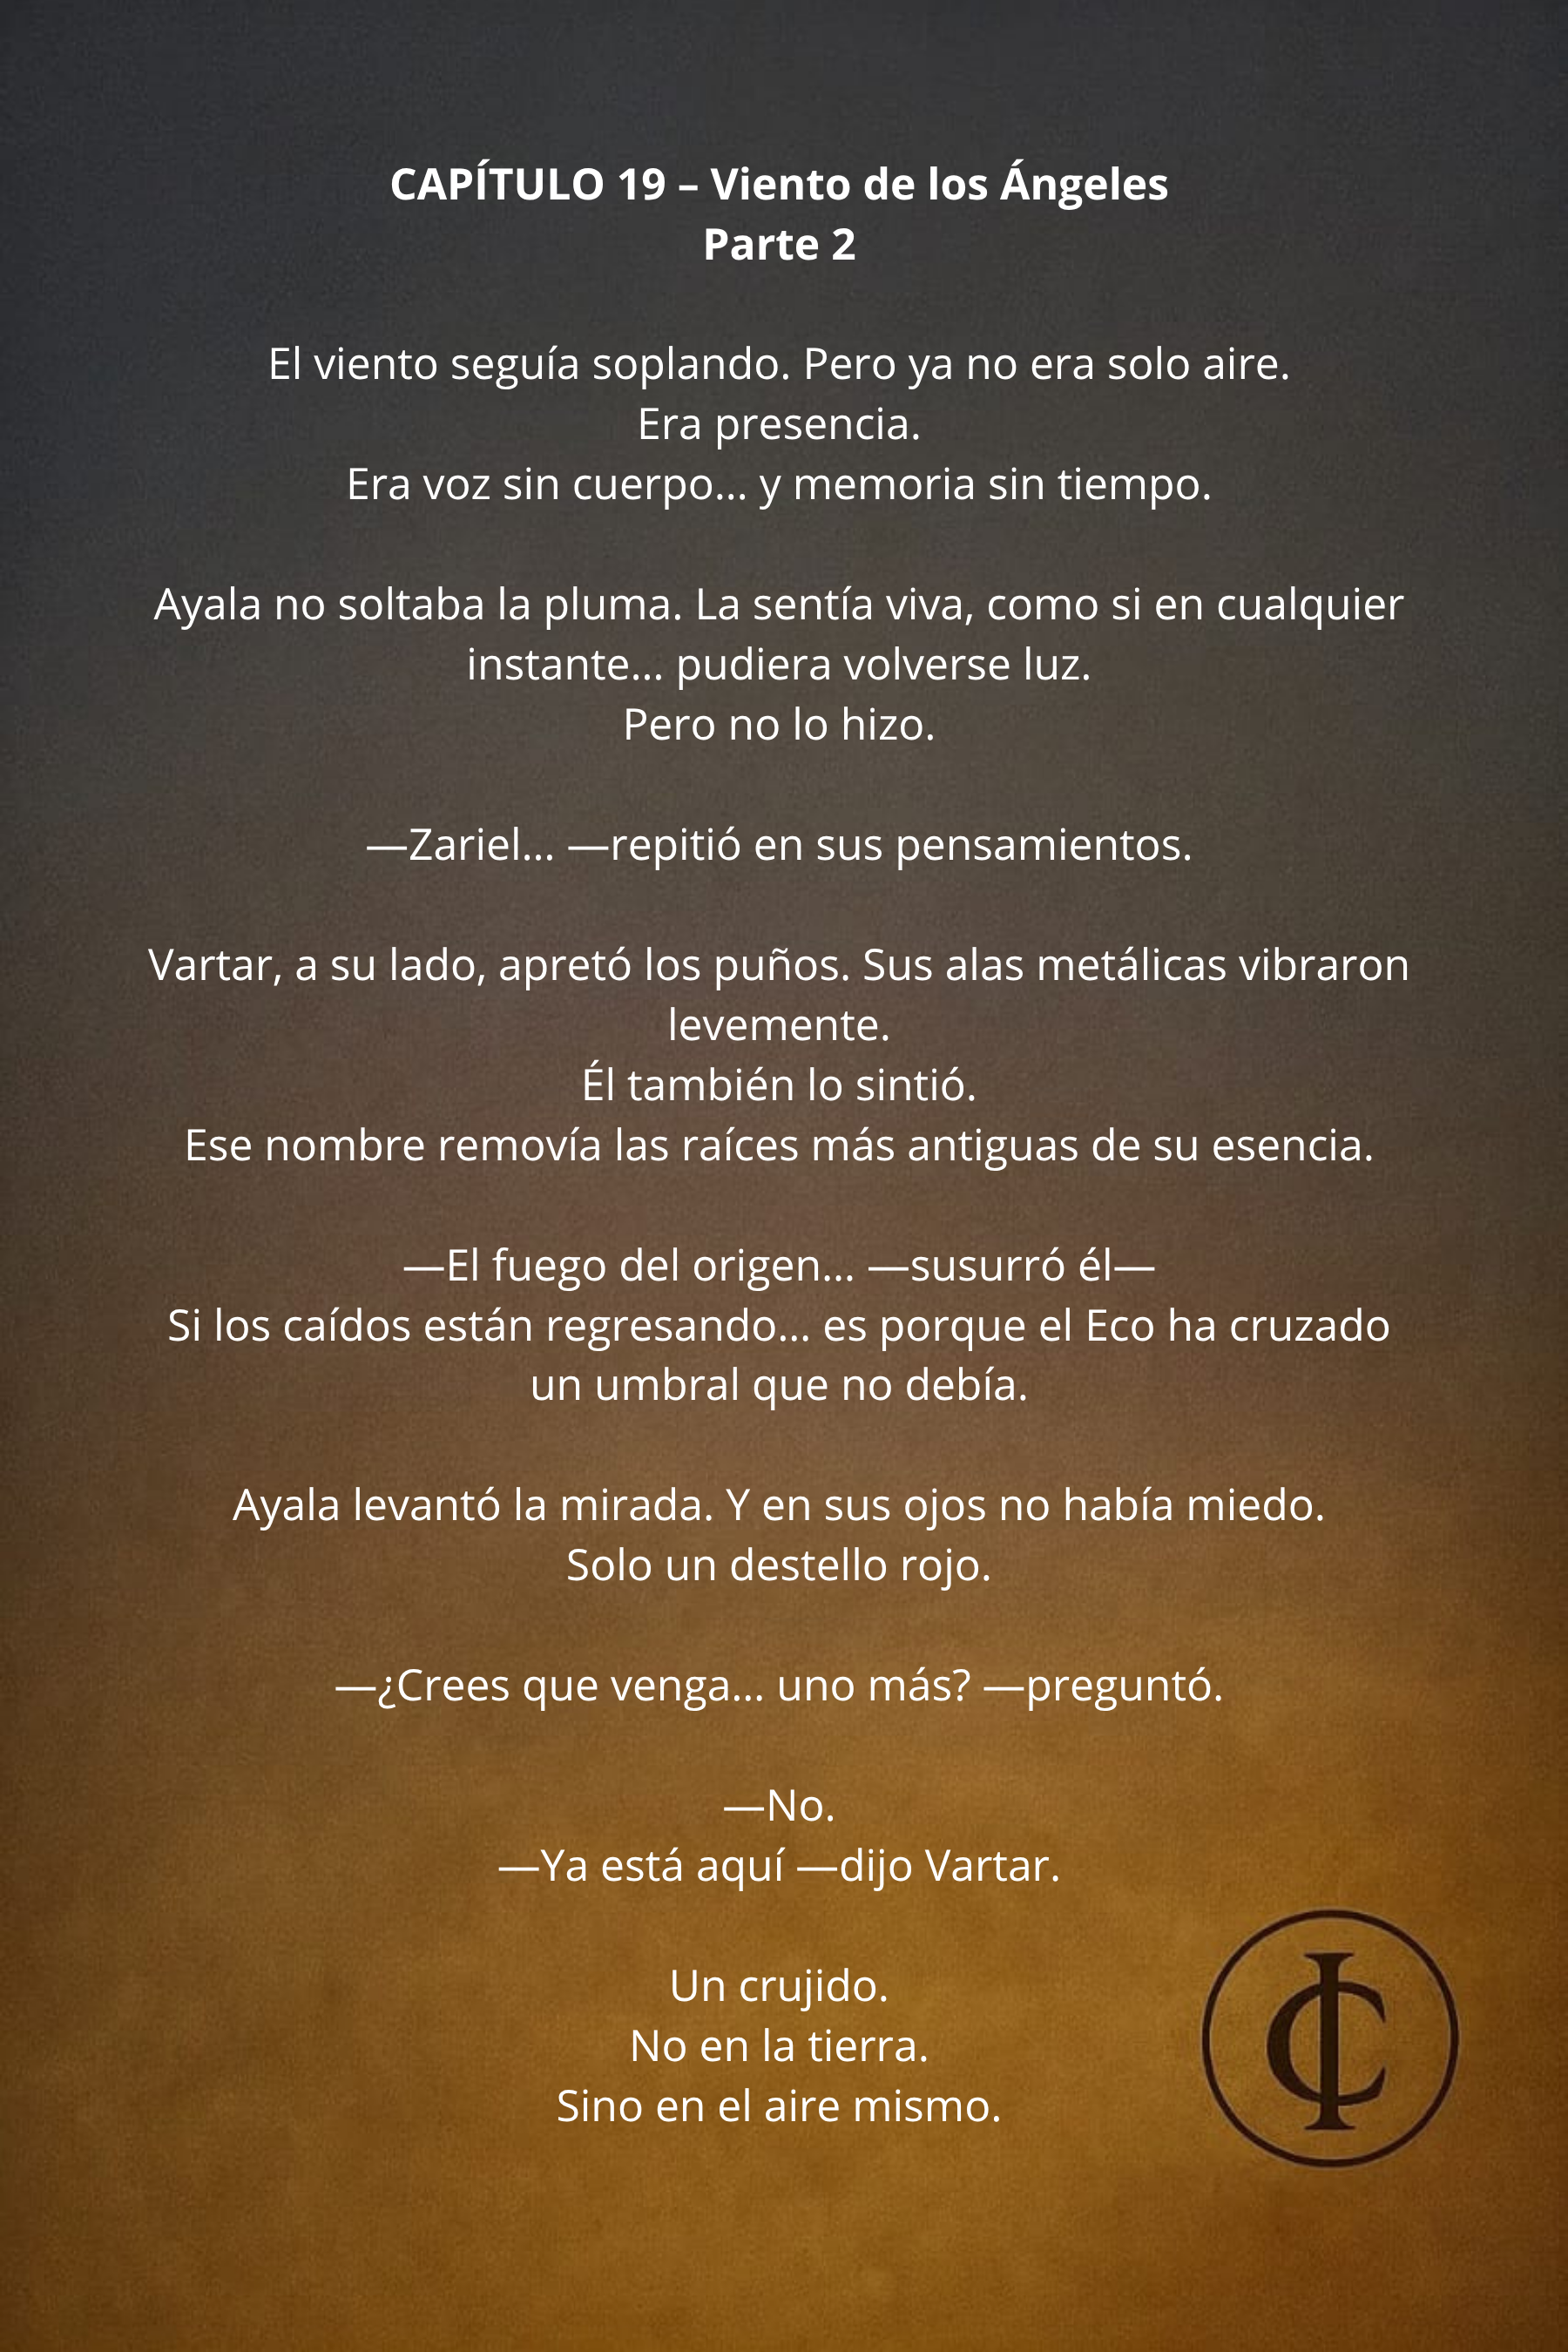 CAPÍTULO 19 – Viento de los Ángeles
Parte 2
El viento seguía soplando. Pero ya no era solo aire.
Era presencia.
Era voz sin cuerpo... y memoria sin tiempo.
Ayala no soltaba la pluma. La sentía viva, como si en cualquier
instante... pudiera volverse luz.
Pero no lo hizo.
—Zariel... —repitió en sus pensamientos.
Vartar, a su lado, apretó los puños. Sus alas metálicas vibraron
levemente.
Él también lo sintió.
Ese nombre removía las raíces más antiguas de su esencia.
—El fuego del origen... —susurró él—
Si los caídos están regresando... es porque el Eco ha cruzado
un umbral que no debía.
Ayala levantó la mirada. Y en sus ojos no había miedo.
Solo un destello rojo.
—¿Crees que venga... uno más? —preguntó.
—No.
—Ya está aquí —dijo Vartar.
Un crujido.
No en la tierra.
Sino en el aire mismo.